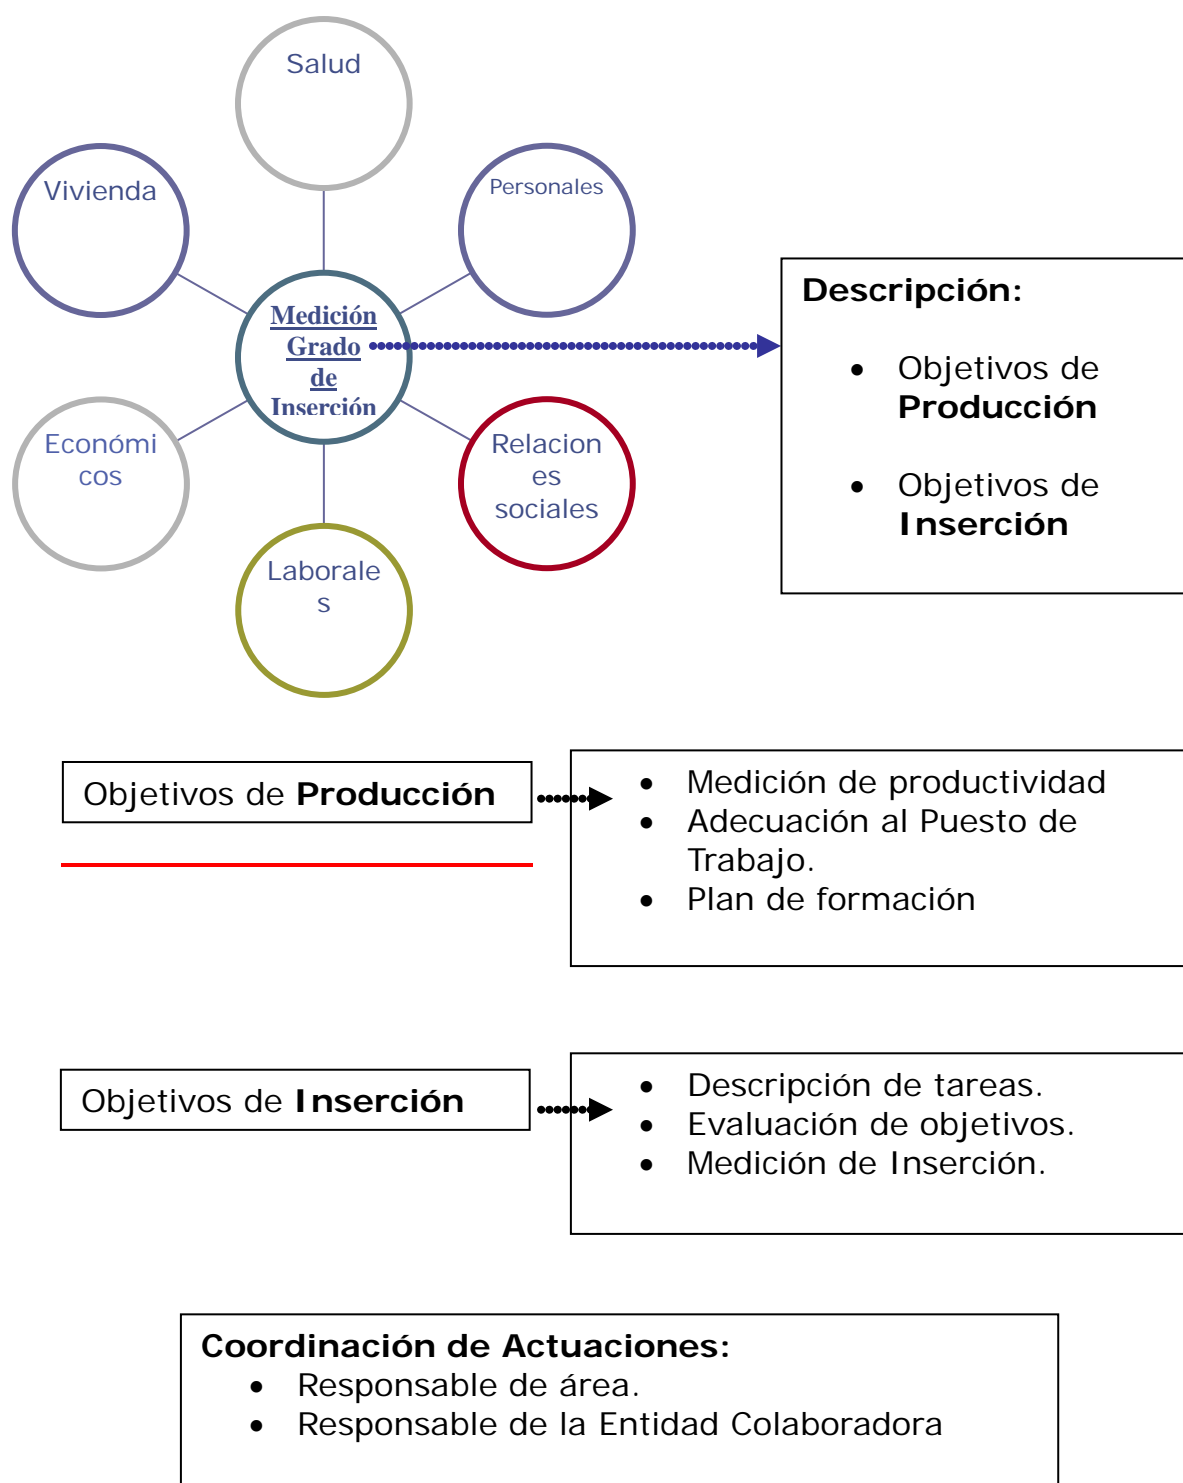 Salud
Vivienda
Personales
Medición
Grado
de
Inserción
Económi
cos
Relacion
es
sociales
Laborale
s
Descripción:
• Objetivos de
Producción
• Objetivos de
Inserción
Objetivos de Producción
• Medición de productividad
• Adecuación al Puesto de
Trabajo.
• Plan de formación
Objetivos de Inserción
• Descripción de tareas.
• Evaluación de objetivos.
• Medición de Inserción.
Coordinación de Actuaciones:
• Responsable de área.
• Responsable de la Entidad Colaboradora